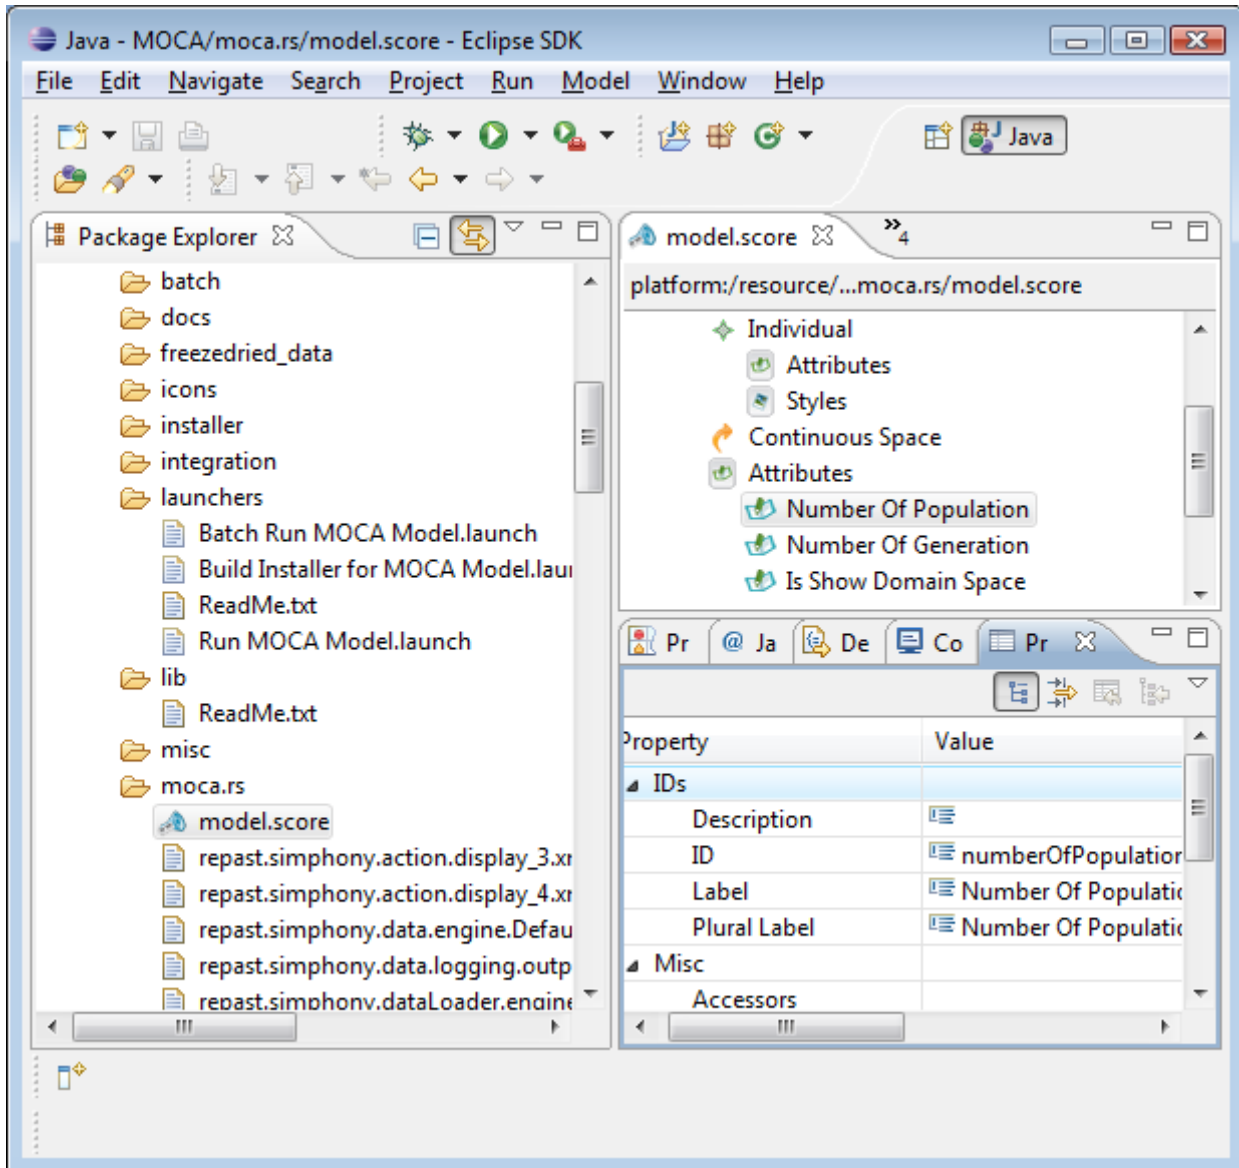 Java - MOCA/moca.rs/model.score - Eclipse SDK
File Edit Navigate Search Project Run Model Window Help
Java
Package Explorer
batch
docs
freezedried_data
icons
installer
integration
launchers
Batch Run MOCA Model.launch
Build Installer for MOCA Model.laun
ReadMe.txt
Run MOCA Model.launch
lib
ReadMe.txt
misc
moca.rs
model.score
repast.simphony.action.display_3.xm
repast.simphony.action.display_4.xm
repast.simphony.data.engine.Defau
repast.simphony.data.logging.outp
repast.simphony.dataLoader.engine
model.score
»4
platform:/resource/...moca.rs/model.score
Individual
Attributes
Styles
Continuous Space
Attributes
Number Of Population
Number Of Generation
Is Show Domain Space
Pr @ Ja De Co Pr
Property Value
IDs
Description
ID numberOfPopulation
Label Number Of Populatio
Plural Label Number Of Populatio
Misc
Accessors